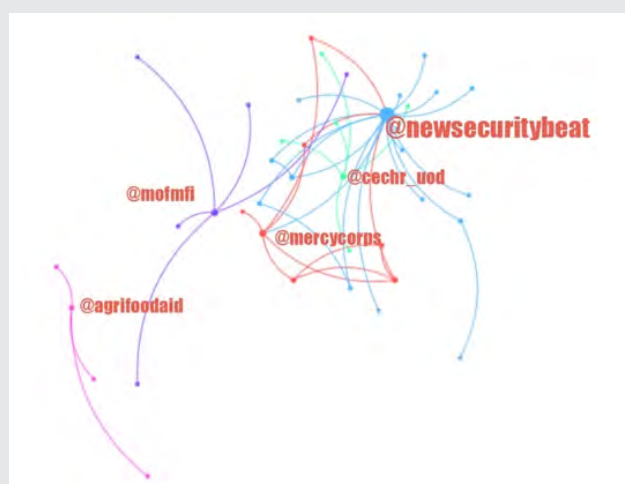 @newsecuritybeat
@cechr_uod
@mofmfi
@mercycorps
@agrifoodaid